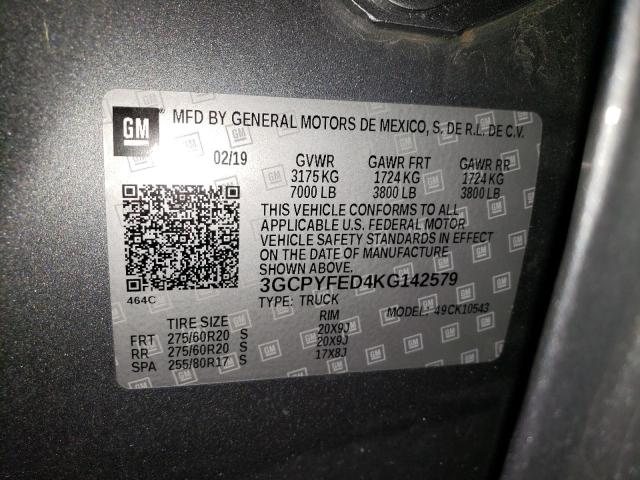 GM
MFD BY GENERAL MOTORS DE MEXICO, S. DE R.L. DE C.V.
02/19 GVWR GAWR FRT GAWR RR
3175 KG 1724 KG 1724 KG
7000 LB 3800 LB 3800 LB
THIS VEHICLE CONFORMS TO ALL
APPLICABLE U.S. FEDERAL MOTOR
VEHICLE SAFETY STANDARDS IN EFFECT
ON THE DATE OF MANUFACTURE
SHOWN ABOVE.
464C
3GCPYFED4KG142579
TYPE: TRUCK MODEL: 49CK10543
TIRE SIZE RIM
FRT 275/60R20 S 20X9J
RR 275/60R20 S 20X9J
SPA 255/80R17 S 17X8J